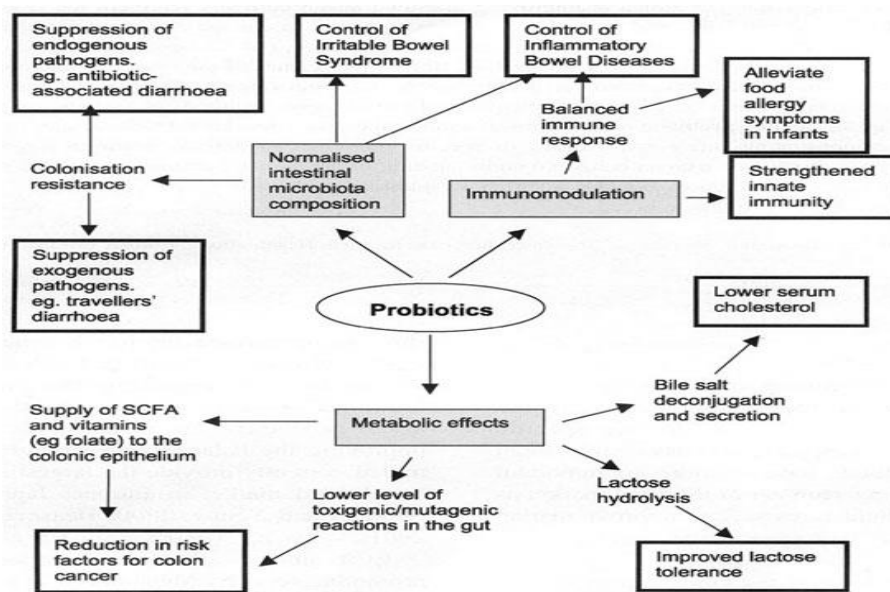 Suppression of
endogenous
pathogens.
eg. antibiotic-
associated diarrhoea
Control of
Irritable Bowel
Syndrome
Control of
Inflammatory
Bowel Diseases
Alleviate
food
allergy
symptoms
in infants
Balanced
immune
response
Colonisation
resistance
Normalised
intestinal
microbiota
composition
Immunomodulation
Strengthened
innate
immunity
Suppression of
exogenous
pathogens.
eg. travellers'
diarrhoea
Probiotics
Lower serum
cholesterol
Bile salt
deconjugation
and secretion
Supply of SCFA
and vitamins
(eg folate) to the
colonic epithelium
Metabolic effects
Lower level of
toxigenic/mutagenic
reactions in the gut
Lactose
hydrolysis
Reduction in risk
factors for colon
cancer
Improved lactose
tolerance